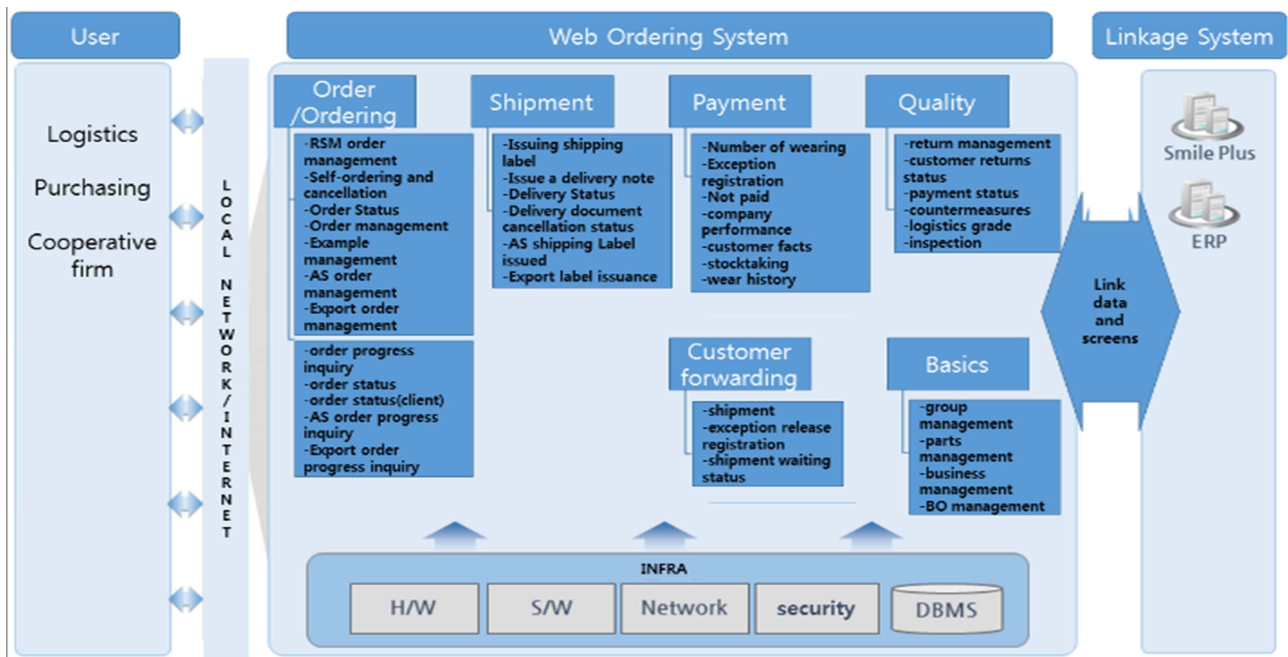 User
Web Ordering System
Linkage System
Logistics
Purchasing
Cooperative
firm
LOCAL NETWORK/INTERNET
Order
/Ordering
-RSM order
management
-Self-ordering and
cancellation
-Order Status
-Order management
-Example
management
-AS order
management
-Export order
management
-order progress
inquiry
-order status
-order status(client)
-AS order progress
inquiry
-Export order
progress inquiry
Shipment
-Issuing shipping
label
-Issue a delivery note
-Delivery Status
-Delivery document
cancellation status
-AS shipping Label
issued
-Export label issuance
Payment
-Number of wearing
-Exception
registration
-Not paid
-company
performance
-customer facts
-stocktaking
-wear history
Quality
-return management
-customer returns
status
-payment status
-countermeasures
-logistics grade
-inspection
Customer
forwarding
-shipment
-exception release
registration
-shipment waiting
status
Basics
-group
management
-parts
management
-business
management
-BO management
Link
data
and
screens
Smile Plus
ERP
INFRA
H/W
S/W
Network
security
DBMS